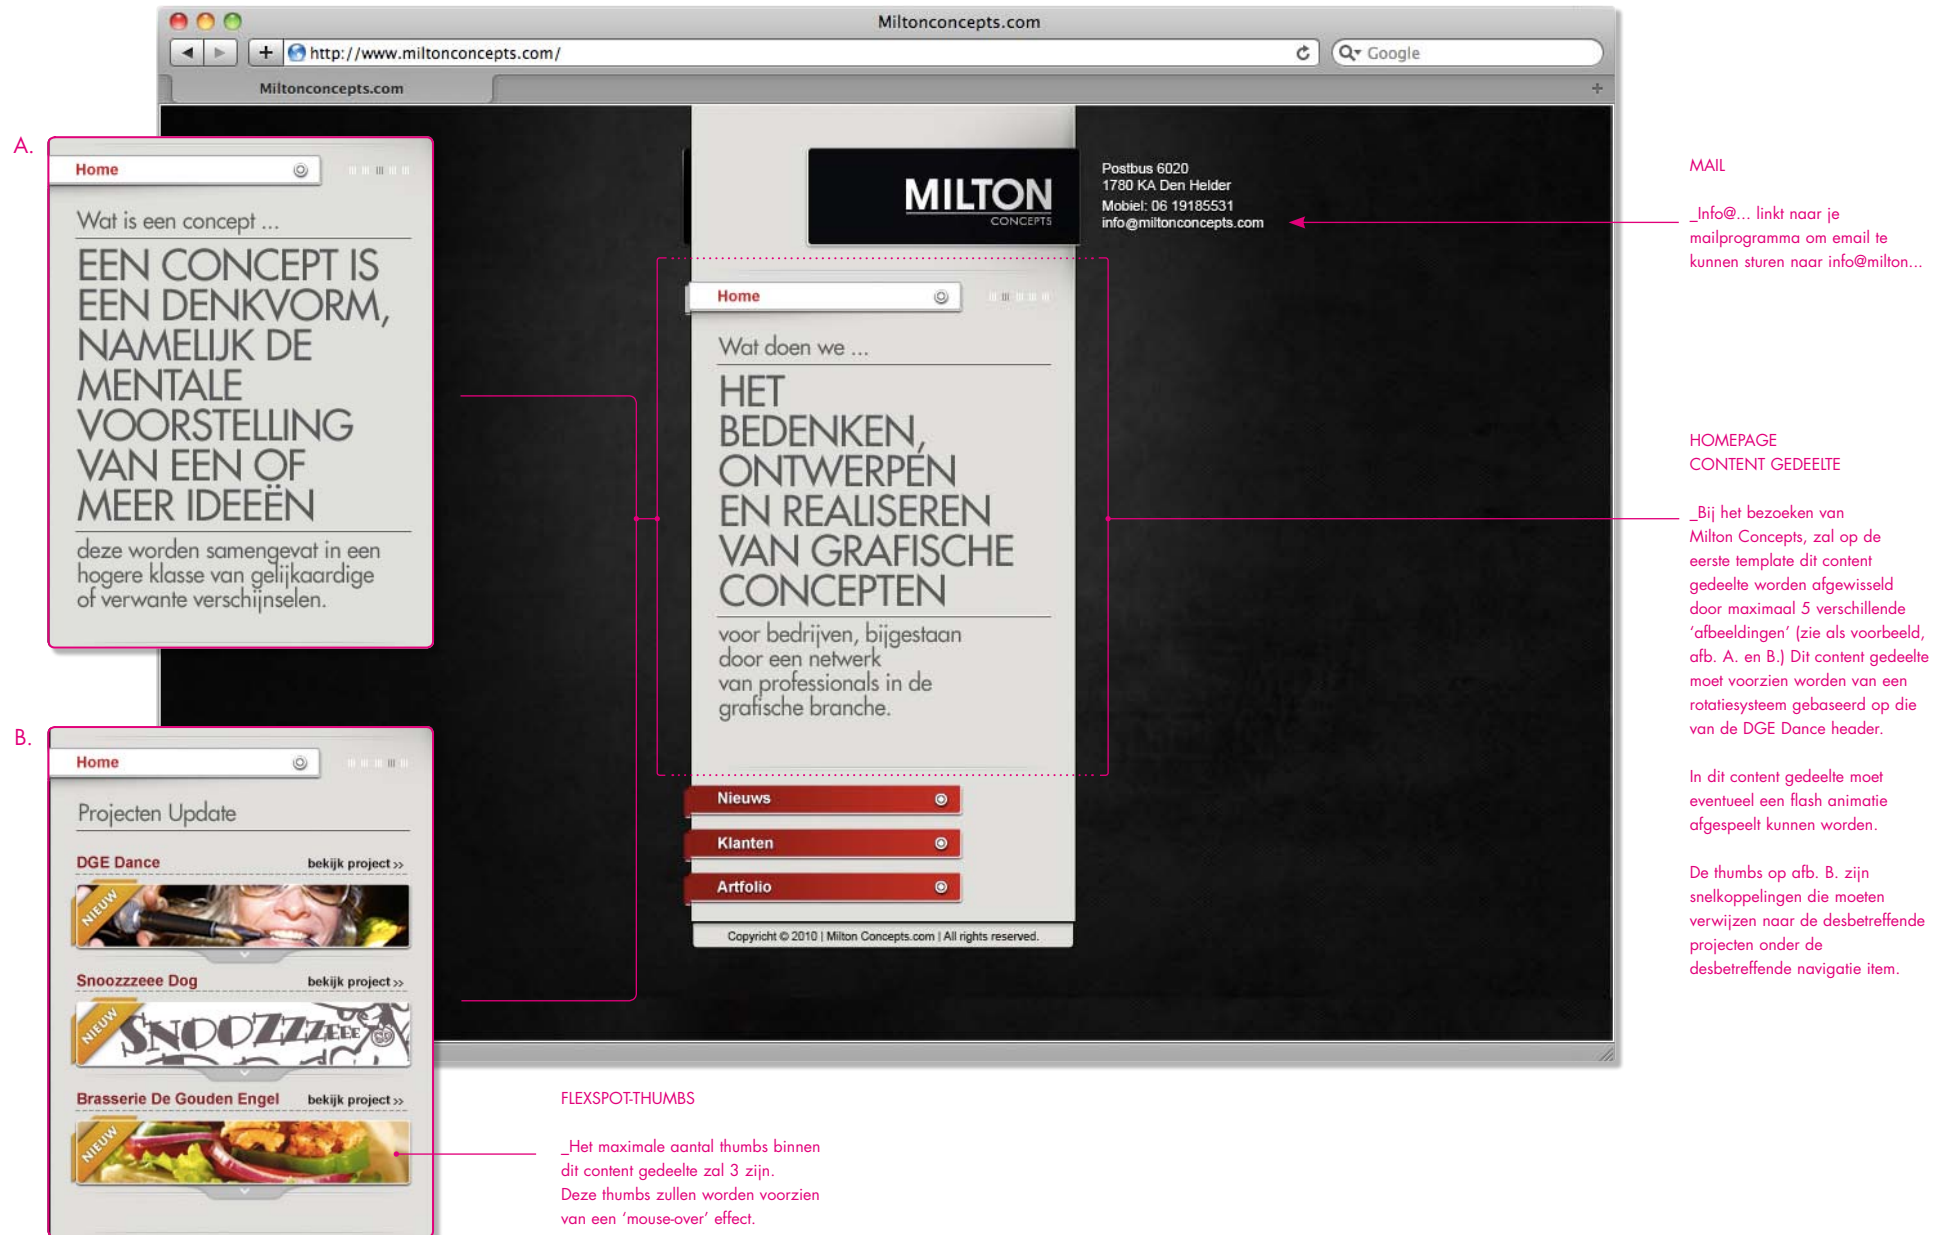 Miltonconcepts.com
http://www.miltonconcepts.com/
Google
Miltonconcepts.com
A.
Home
Wat is een concept ...
EEN CONCEPT IS
EEN DENKVORM,
NAMELIJK DE
MENTALE
VOORSTELLING
VAN EEN OF
MEER IDEEËN
deze worden samengevat in een
hogere klasse van gelijkaardige
of verwante verschijnselen.
B.
Home
Projecten Update
DGE Dance bekijk project >>
NIEUW
Snoozzzeee Dog bekijk project >>
NIEUW
SNOOZZZEEE
Brasserie De Gouden Engel bekijk project >>
NIEUW
MILTON
CONCEPTS
Postbus 6020
1780 KA Den Helder
Mobiel: 06 19185531
info@miltonconcepts.com
Home
Wat doen we ...
HET
BEDENKEN,
ONTWERPEN
EN REALISEREN
VAN GRAFISCHE
CONCEPTEN
voor bedrijven, bijgestaan
door een netwerk
van professionals in de
grafische branche.
Nieuws
Klanten
Artfolio
Copyright © 2010 | Milton Concepts.com | All rights reserved.
MAIL
_Info@... linkt naar je
mailprogramma om email te
kunnen sturen naar info@milton...
HOMEPAGE
CONTENT GEDEELTE
_Bij het bezoeken van
Milton Concepts, zal op de
eerste template dit content
gedeelte worden afgewisseld
door maximaal 5 verschillende
‘afbeeldingen’ (zie als voorbeeld,
afb. A. en B.) Dit content gedeelte
moet voorzien worden van een
rotatiesysteem gebaseerd op die
van de DGE Dance header.
In dit content gedeelte moet
eventueel een flash animatie
afgespeelt kunnen worden.
De thumbs op afb. B. zijn
snelkoppelingen die moeten
verwijzen naar de desbetreffende
projecten onder de
desbetreffende navigatie item.
FLEXSPOT-THUMBS
_Het maximale aantal thumbs binnen
dit content gedeelte zal 3 zijn.
Deze thumbs zullen worden voorzien
van een ‘mouse-over’ effect.